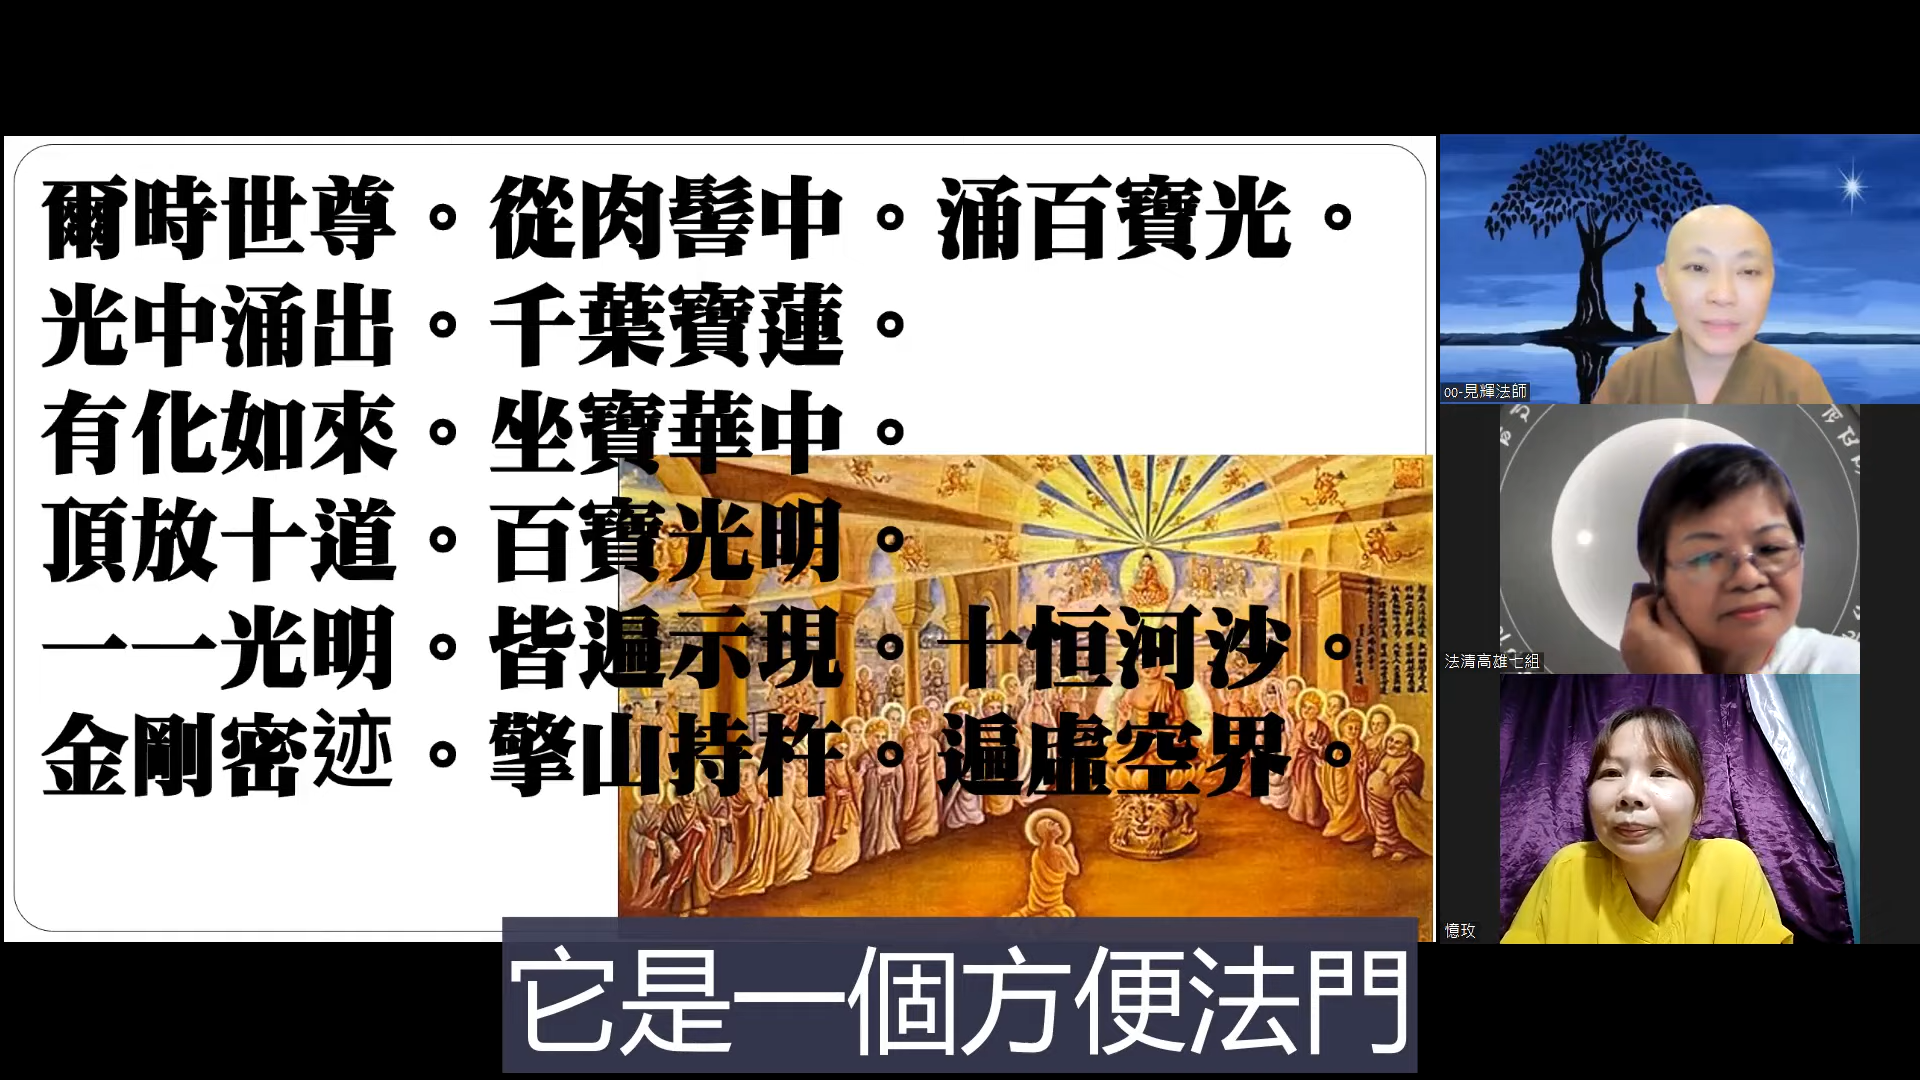 爾時世尊。從肉髻中。涌百寶光。
光中涌出。千葉寶蓮。
有化如來。坐寶華中。
頂放十道。百寶光明。
一一光明。皆遍示現。十恒河沙。
金剛密迹。擎山持杵。遍虛空界。
00-見輝法師
法清高雄七組
憶玫
它是一個方便法門